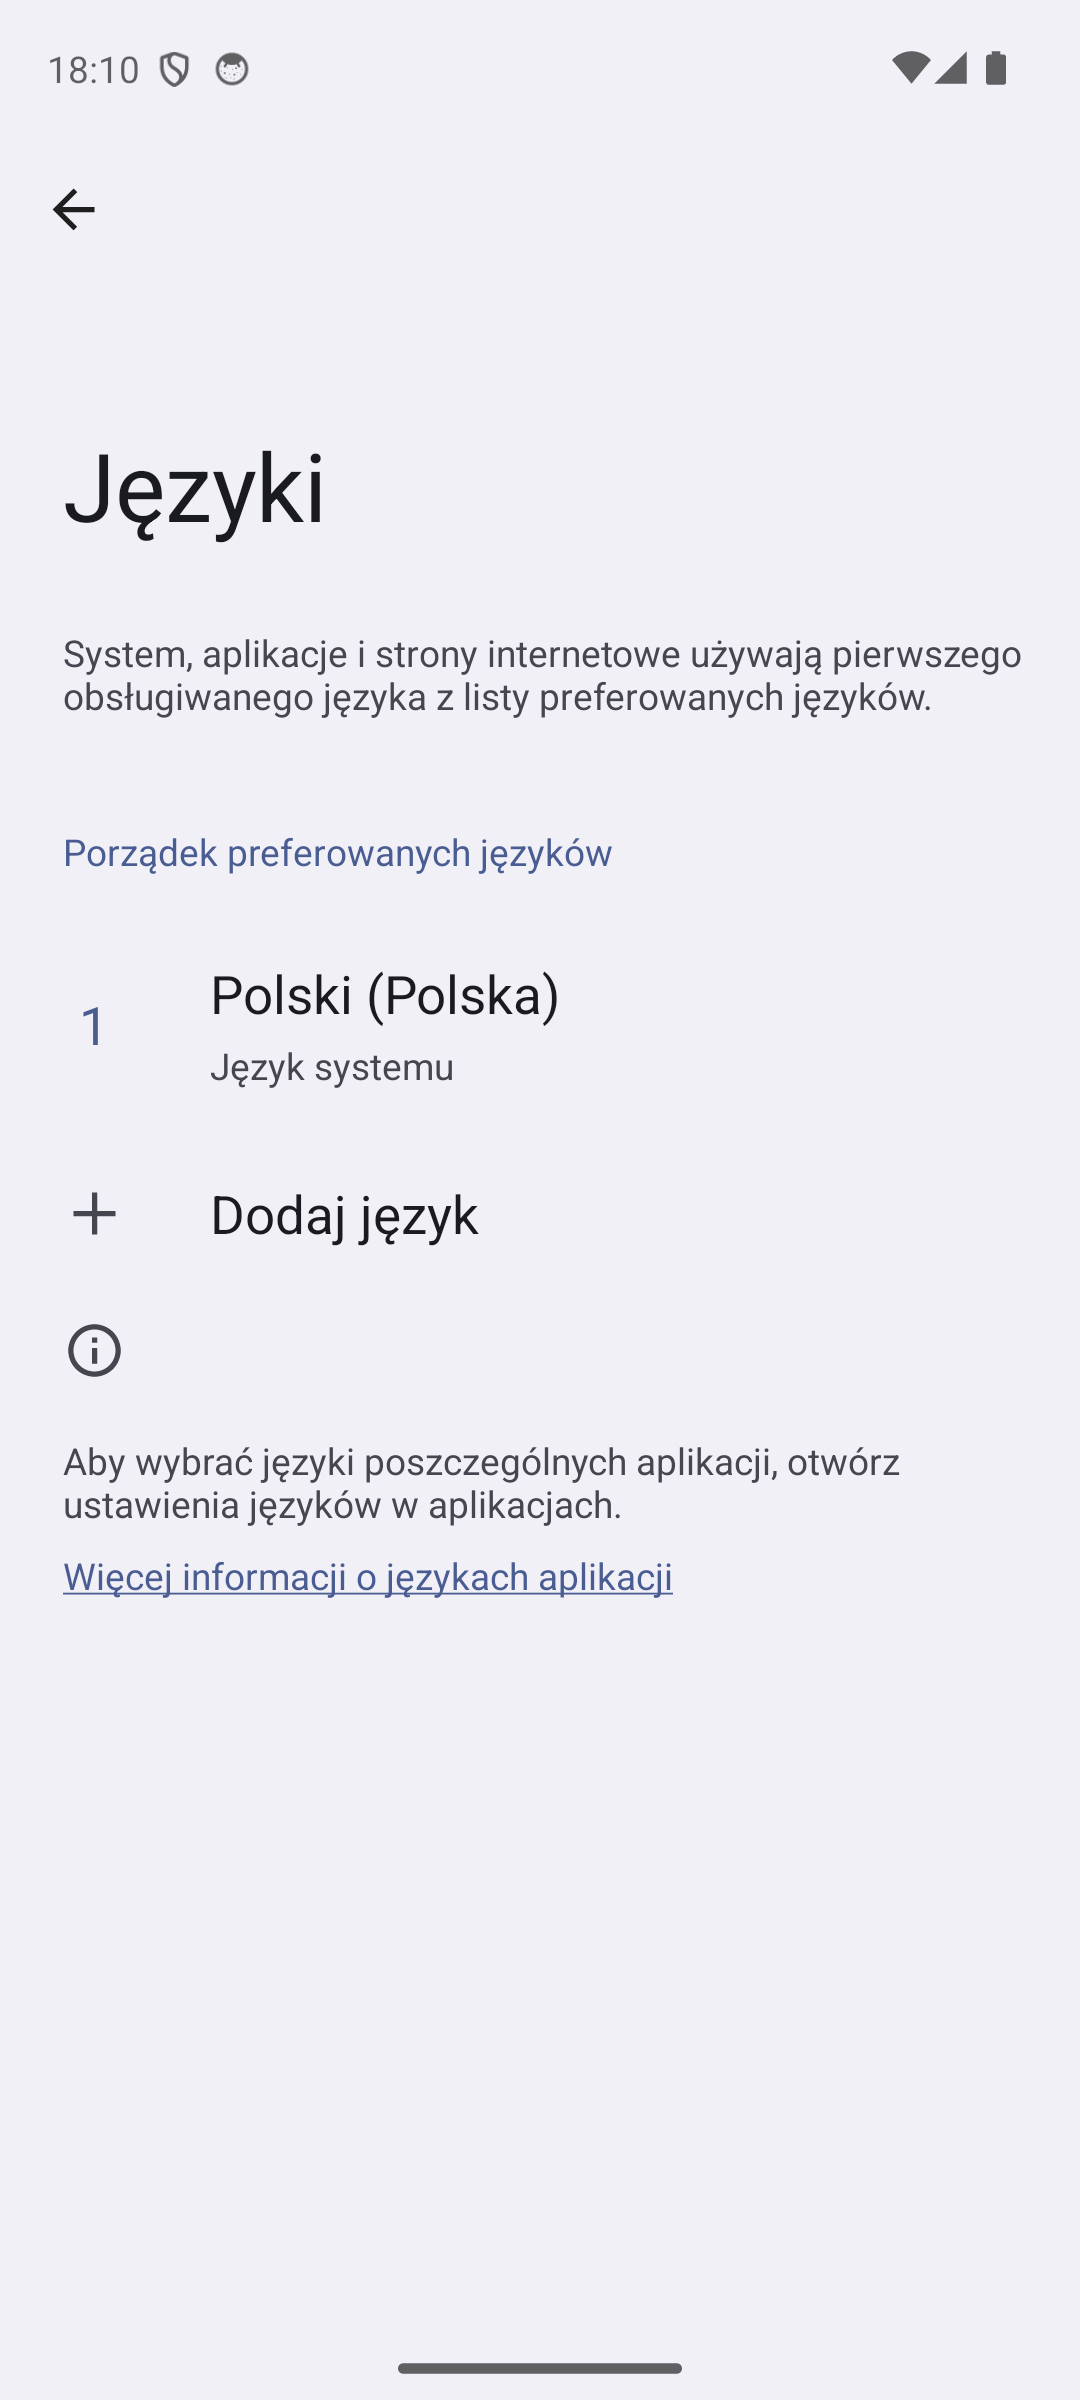 18:10
Języki
System, aplikacje i strony internetowe używają pierwszego
obsługiwanego języka z listy preferowanych języków.
Porządek preferowanych języków
1
Polski (Polska)
Język systemu
Dodaj język
Aby wybrać języki poszczególnych aplikacji, otwórz
ustawienia języków w aplikacjach.
Więcej informacji o językach aplikacji